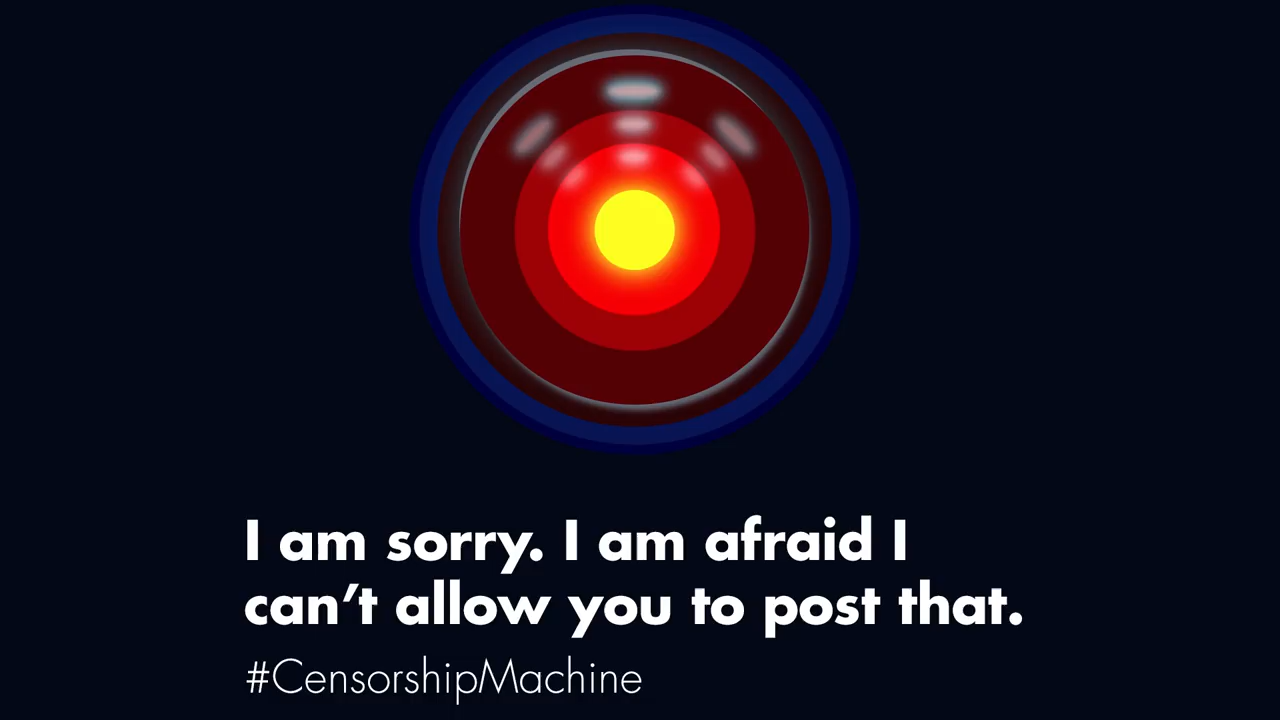 I am sorry. I am afraid I
can’t allow you to post that.
#CensorshipMachine